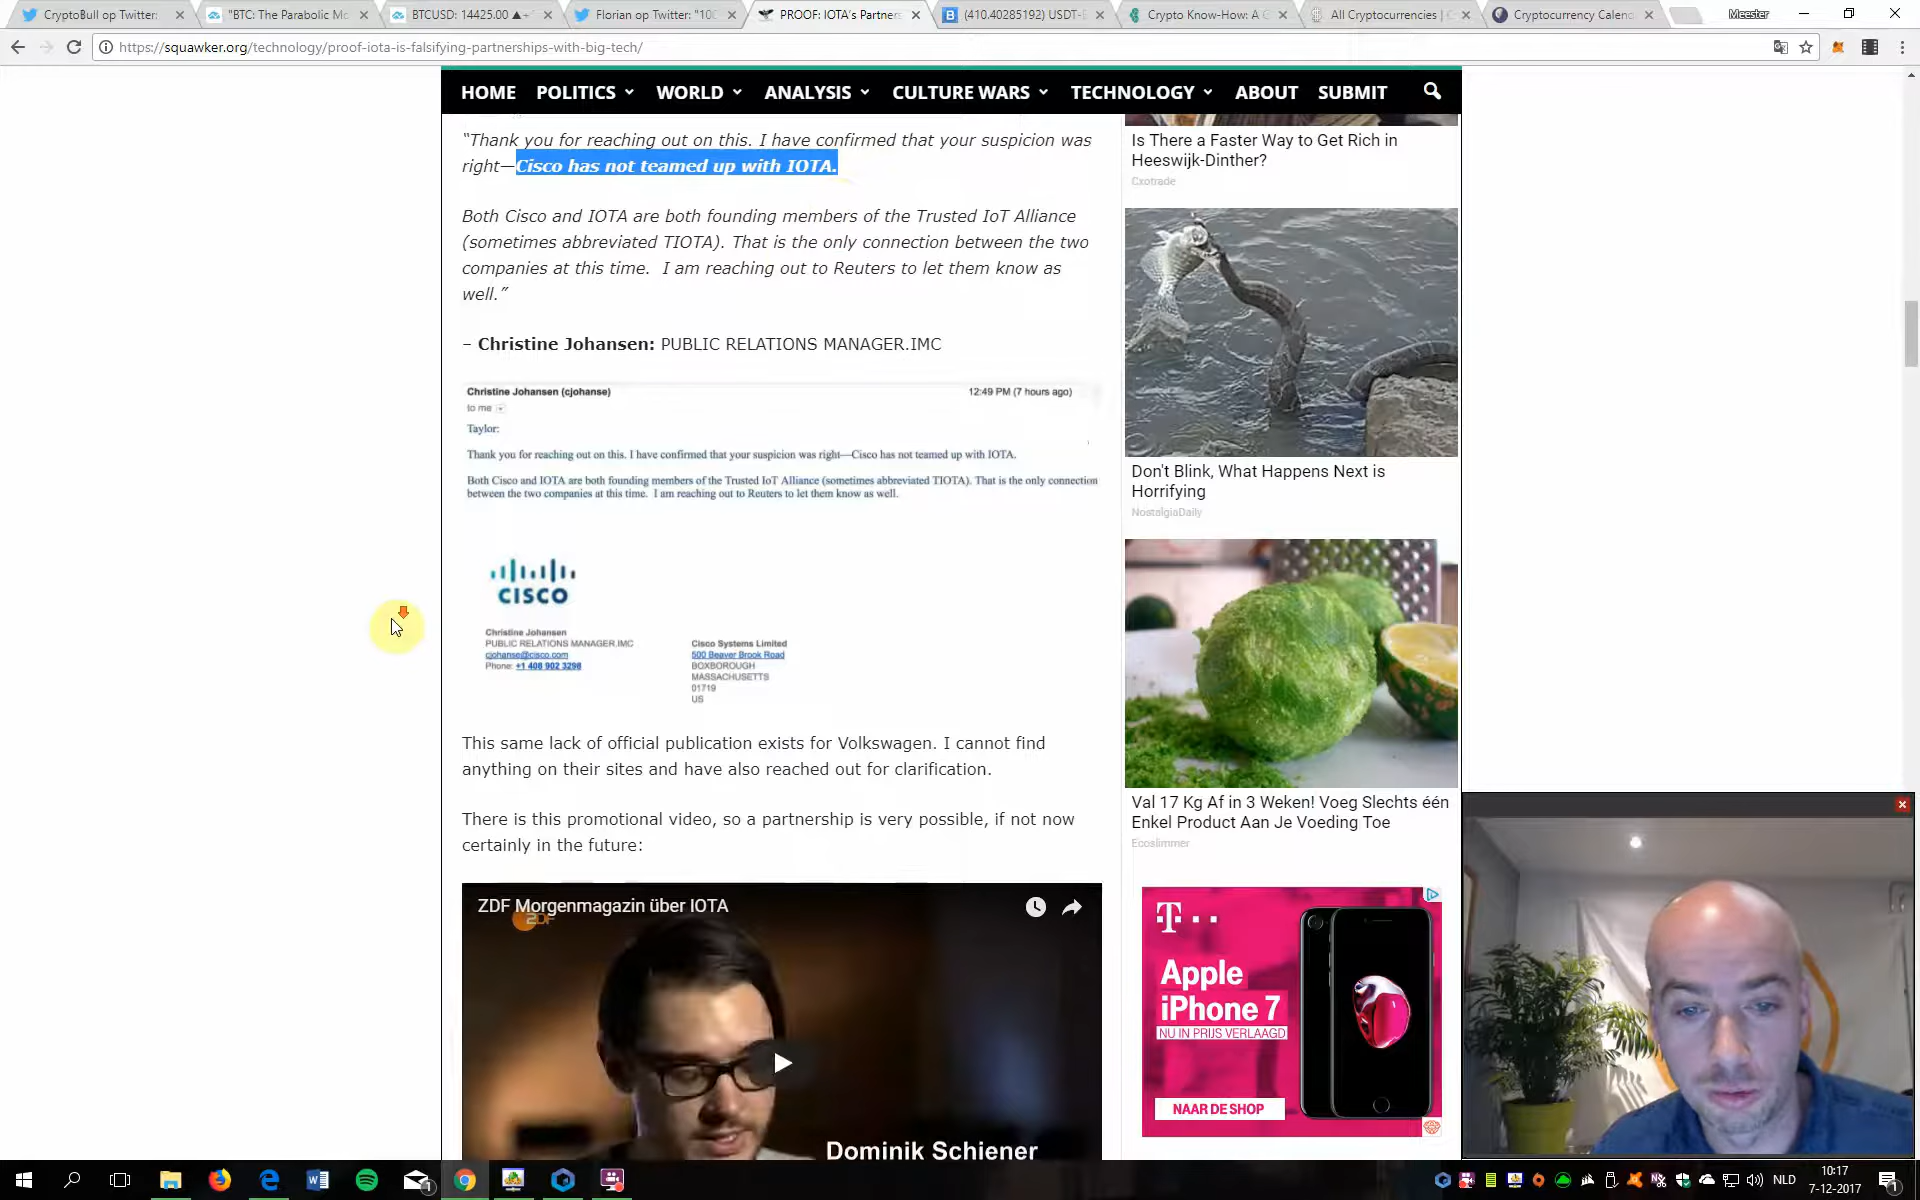 CryptoBull op Twitter:
"BTC: The Parabolic Mo
BTCUSD: 14425.00 ▲+
Florian op Twitter: "100
PROOF: IOTA's Partners
(410.40285192) USDT-B
Crypto Know-How: A G
All Cryptocurrencies |
Cryptocurrency Calend
Meester
https://squawker.org/technology/proof-iota-is-falsifying-partnerships-with-big-tech/
HOME POLITICS WORLD ANALYSIS CULTURE WARS TECHNOLOGY ABOUT SUBMIT
"Thank you for reaching out on this. I have confirmed that your suspicion was
right—Cisco has not teamed up with IOTA.
Both Cisco and IOTA are both founding members of the Trusted IoT Alliance
(sometimes abbreviated TIOTA). That is the only connection between the two
companies at this time. I am reaching out to Reuters to let them know as
well."
– Christine Johansen: PUBLIC RELATIONS MANAGER.IMC
Christine Johansen (cjohanse)
12:49 PM (7 hours ago)
to me
Taylor:
Thank you for reaching out on this. I have confirmed that your suspicion was right—Cisco has not teamed up with IOTA.
Both Cisco and IOTA are both founding members of the Trusted IoT Alliance (sometimes abbreviated TIOTA). That is the only connection
between the two companies at this time. I am reaching out to Reuters to let them know as well.
CISCO
Christine Johansen
PUBLIC RELATIONS MANAGER.IMC
cjohanse@cisco.com
Phone: +1 408 902 3298
Cisco Systems Limited
500 Beaver Brook Road
BOXBOROUGH
MASSACHUSETTS
01719
US
This same lack of official publication exists for Volkswagen. I cannot find
anything on their sites and have also reached out for clarification.
There is this promotional video, so a partnership is very possible, if not now
certainly in the future:
ZDF Morgenmagazin über IOTA
ZDF
Dominik Schiener
Is There a Faster Way to Get Rich in
Heeswijk-Dinther?
Cxotrade
Don't Blink, What Happens Next is
Horrifying
NostalgiaDaily
Val 17 Kg Af in 3 Weken! Voeg Slechts één
Enkel Product Aan Je Voeding Toe
Ecoslimmer
T
Apple
iPhone 7
NU IN PRIJS VERLAAGD
NAAR DE SHOP
NLD
10:17
7-12-2017